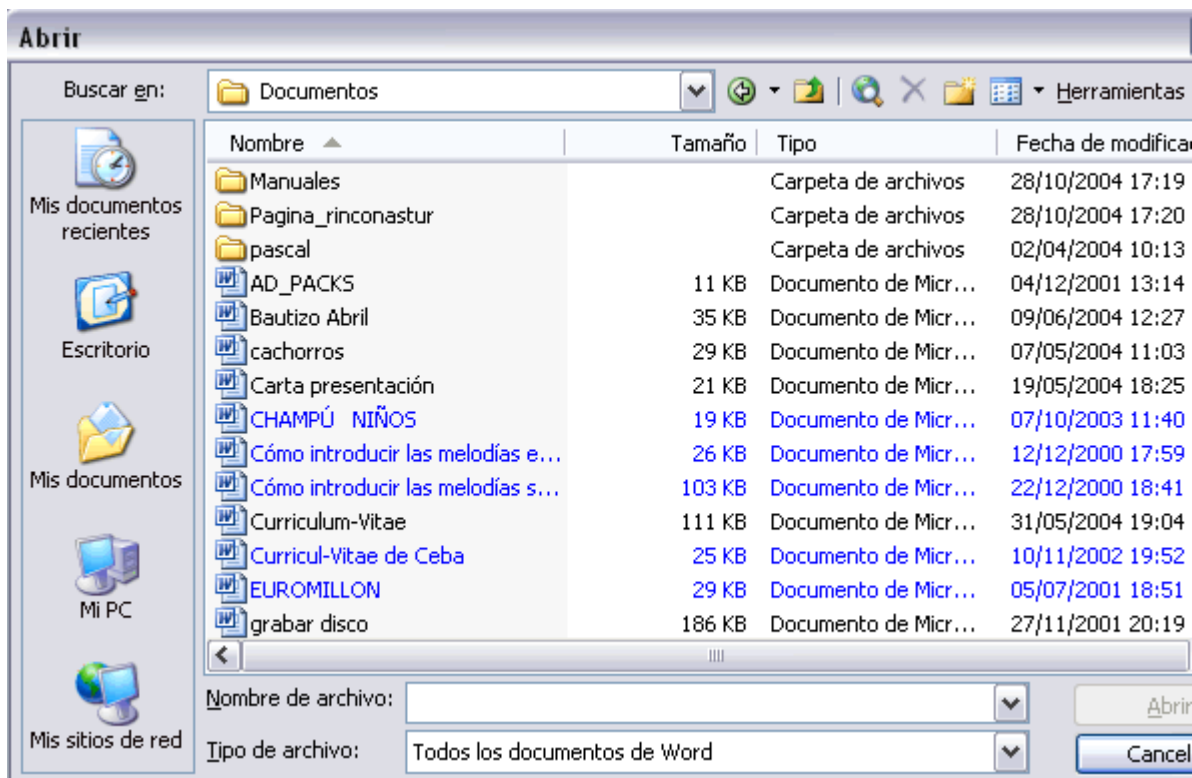 Abrir
Buscar en: Documentos Herramientas
Nombre Tamaño Tipo Fecha de modifica
Manuales Carpeta de archivos 28/10/2004 17:19
Pagina_rinconastur Carpeta de archivos 28/10/2004 17:20
pascal Carpeta de archivos 02/04/2004 10:13
AD_PACKS 11 KB Documento de Micr... 04/12/2001 13:14
Bautizo Abril 35 KB Documento de Micr... 09/06/2004 12:27
cachorros 29 KB Documento de Micr... 07/05/2004 11:03
Carta presentación 21 KB Documento de Micr... 19/05/2004 18:25
CHAMPÚ NIÑOS 19 KB Documento de Micr... 07/10/2003 11:40
Cómo introducir las melodías e... 26 KB Documento de Micr... 12/12/2000 17:59
Cómo introducir las melodías s... 103 KB Documento de Micr... 22/12/2000 18:41
Curriculum-Vitae 111 KB Documento de Micr... 31/05/2004 19:04
Curricul-Vitae de Ceba 25 KB Documento de Micr... 10/11/2002 19:52
EUROMILLON 29 KB Documento de Micr... 05/07/2001 18:51
grabar disco 186 KB Documento de Micr... 27/11/2001 20:19
Mis documentos
recientes
Escritorio
Mis documentos
Mi PC
Mis sitios de red
Nombre de archivo: Abrir
Tipo de archivo: Todos los documentos de Word Cancel